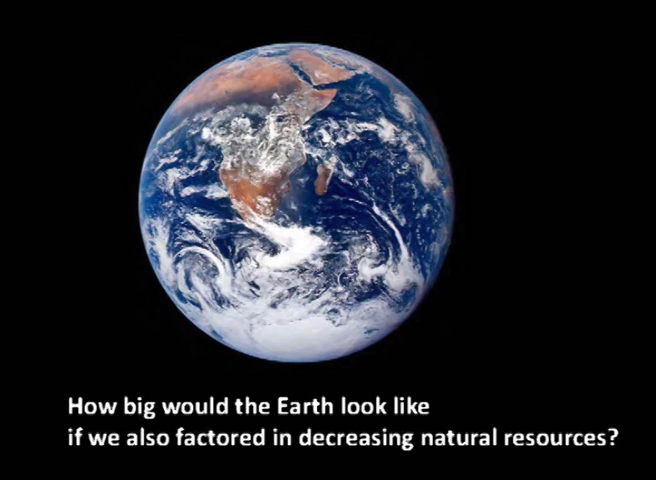 How big would the Earth look like
if we also factored in decreasing natural resources?